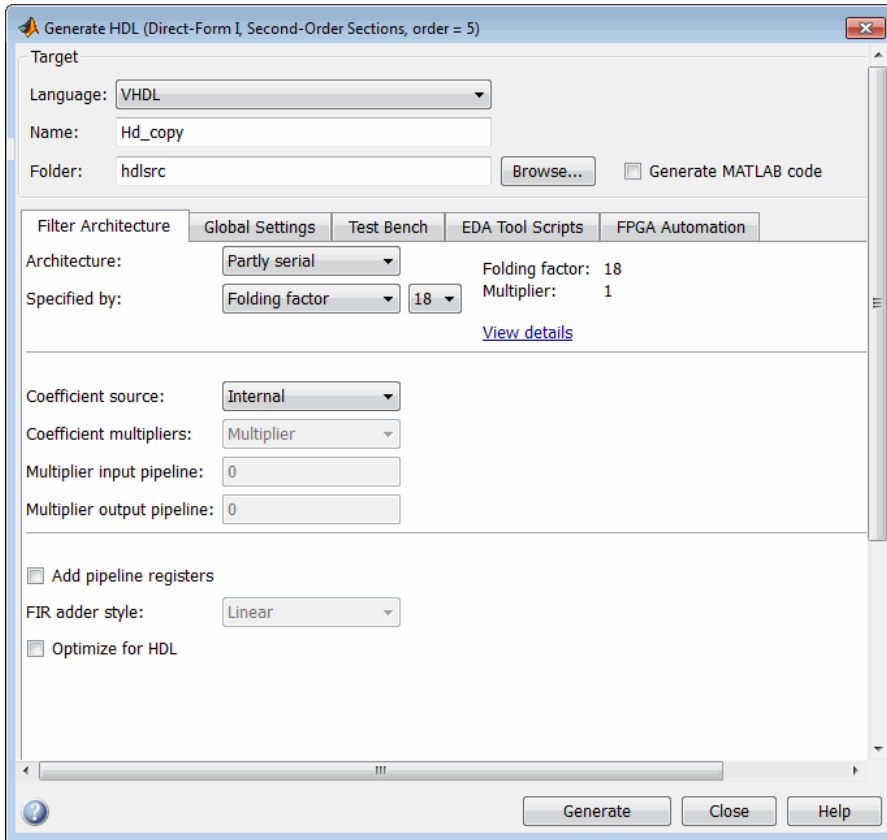 Generate HDL (Direct-Form I, Second-Order Sections, order = 5)
Target
Language: VHDL
Name: Hd_copy
Folder: hdlsrc Browse... Generate MATLAB code
Filter Architecture Global Settings Test Bench EDA Tool Scripts FPGA Automation
Architecture: Partly serial Folding factor: 18
Specified by: Folding factor 18 Multiplier: 1
View details
Coefficient source: Internal
Coefficient multipliers: Multiplier
Multiplier input pipeline: 0
Multiplier output pipeline: 0
Add pipeline registers
FIR adder style: Linear
Optimize for HDL
Generate Close Help